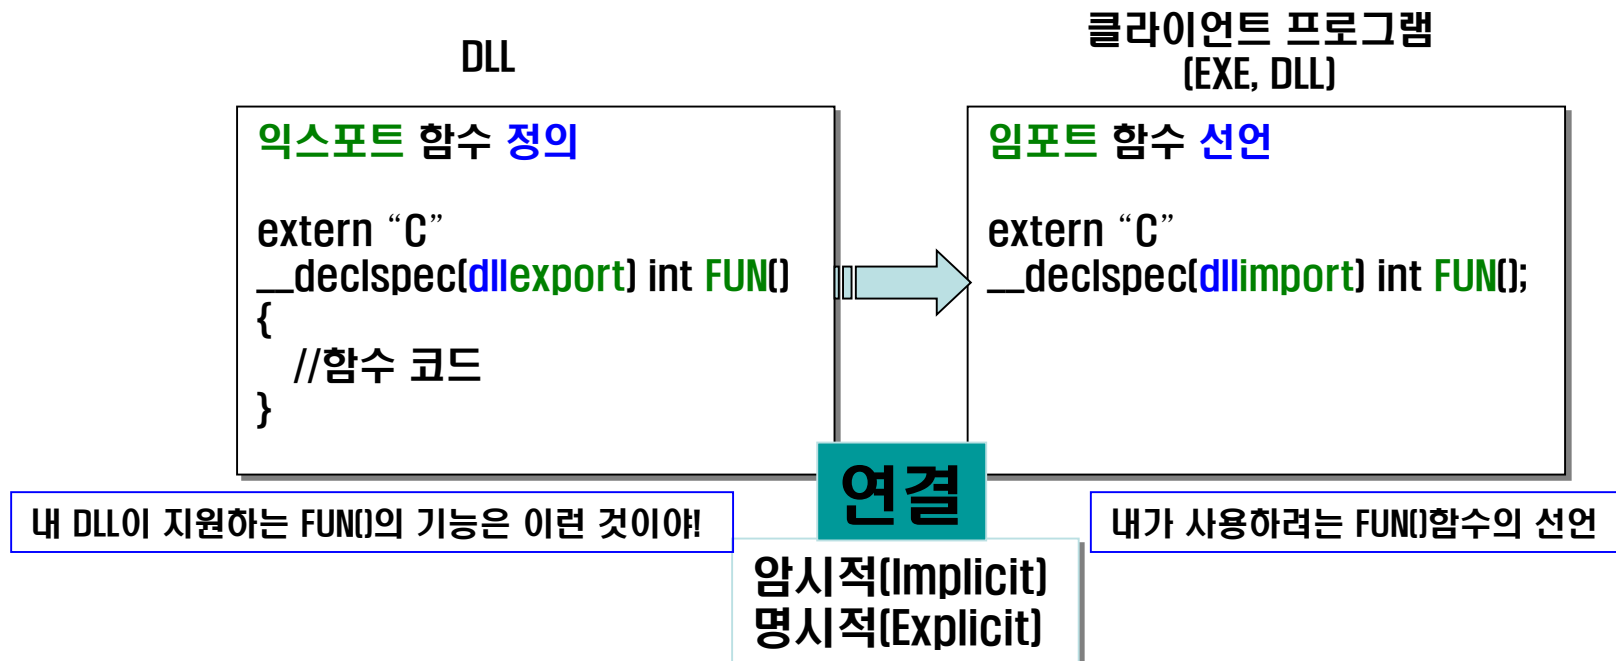 DLL
익스포트 함수 정의
extern “C”
__declspec(dllexport) int FUN()
{
//함수 코드
}
내 DLL이 지원하는 FUN()의 기능은 이런 것이야!
클라이언트 프로그램
(EXE, DLL)
임포트 함수 선언
extern “C”
__declspec(dllimport) int FUN();
내가 사용하려는 FUN()함수의 선언
연결
암시적(Implicit)
명시적(Explicit)